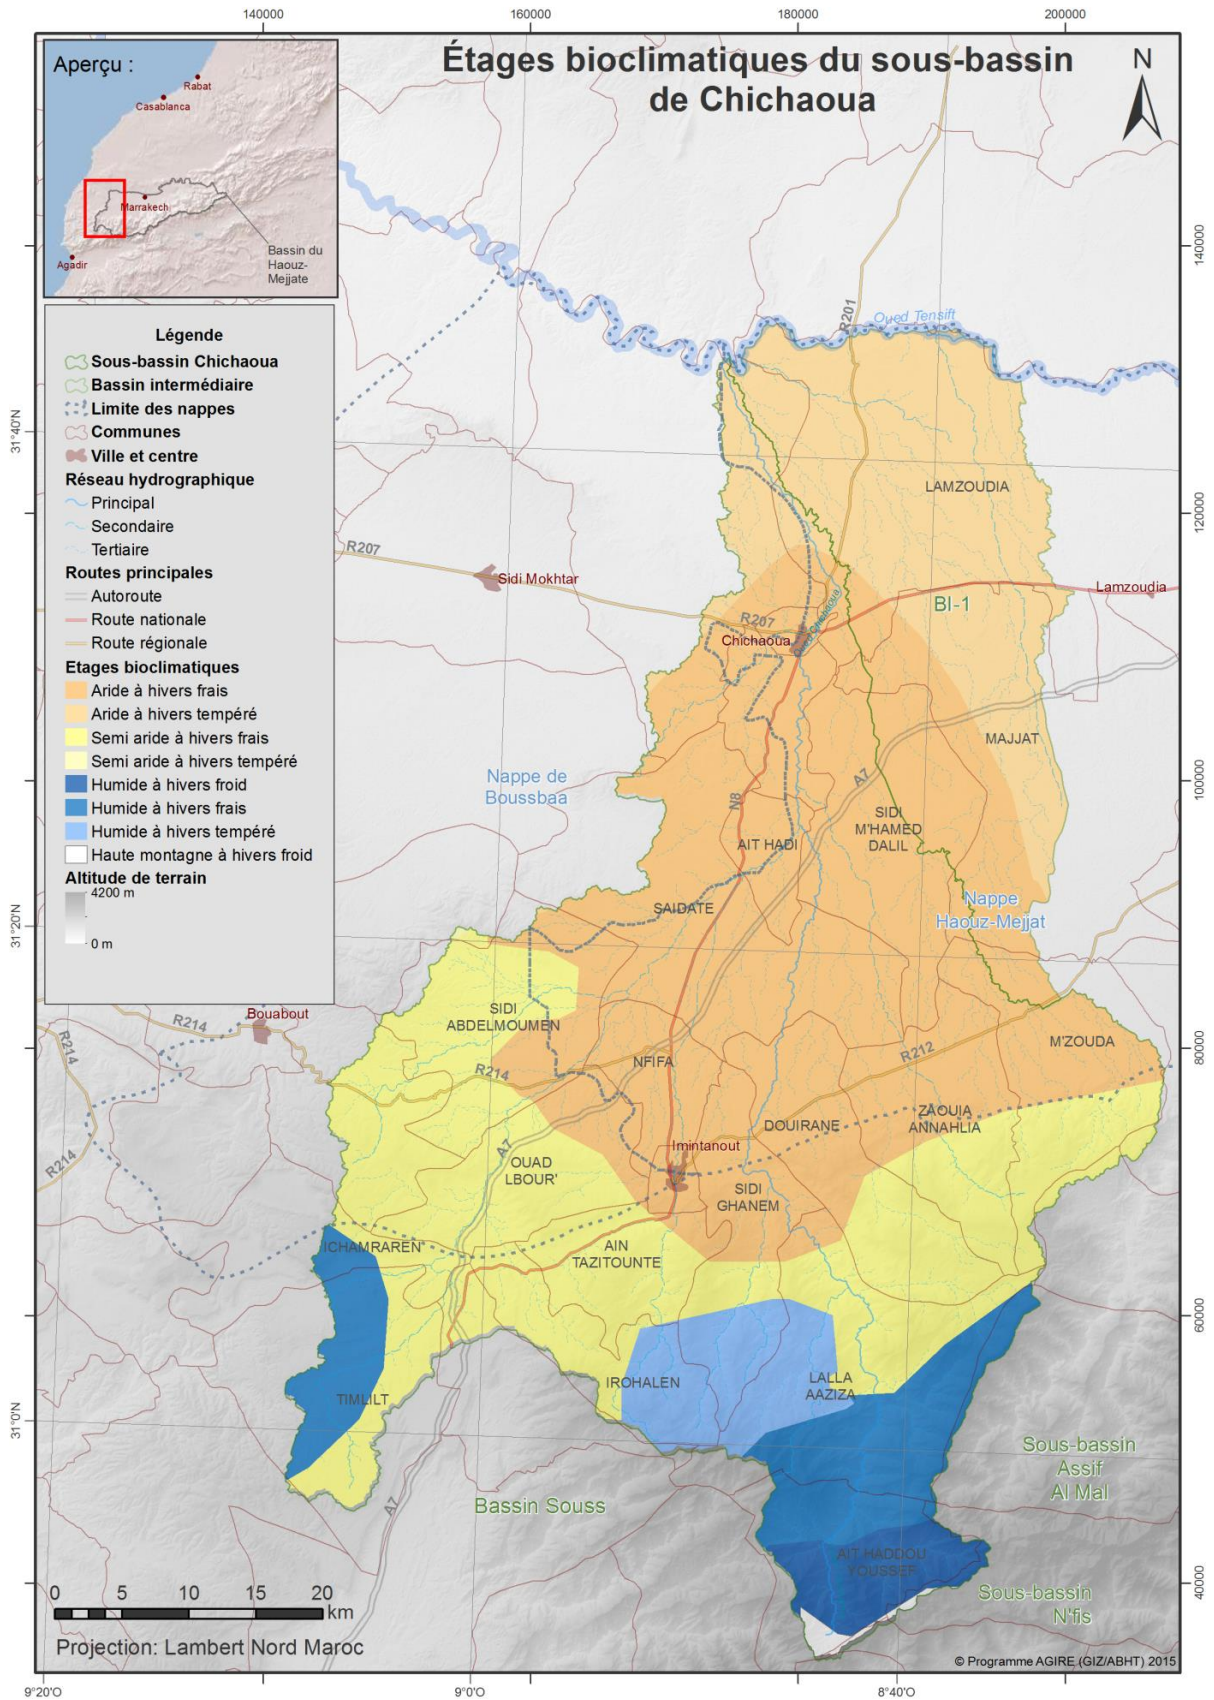 140000
160000
180000
200000
Étages bioclimatiques du sous-bassin
de Chichaoua
N
Aperçu :
Rabat
Casablanca
Marrakech
Agadir
Bassin du
Haouz-
Mejjate
Légende
Sous-bassin Chichaoua
Bassin intermédiaire
Limite des nappes
Communes
Ville et centre
Réseau hydrographique
Principal
Secondaire
Tertiaire
Routes principales
Autoroute
Route nationale
Route régionale
Etages bioclimatiques
Aride à hivers frais
Aride à hivers tempéré
Semi aride à hivers frais
Semi aride à hivers tempéré
Humide à hivers froid
Humide à hivers frais
Humide à hivers tempéré
Haute montagne à hivers froid
Altitude de terrain
4200 m
0 m
140000
R201
Oued Tensift
31°40'N
LAMZOUDIA
120000
R207
Sidi Mokhtar
Lamzoudia
BI-1
R207
Oued Chichaoua
Chichaoua
MAJJAT
Nappe de
Boussbaa
A7
100000
N8
SIDI
M'HAMED
DALIL
AIT HADI
Nappe
Haouz-Mejjat
SAIDATE
31°20'N
SIDI
ABDELMOUMEN
Bouabout
R214
R214
M'ZOUDA
80000
R212
NFIFA
R214
ZAOUIA
ANNAHLIA
DOUIRANE
A7
Imintanout
R214
OUAD
LBOUR'
SIDI
GHANEM
ICHAMRAREN
AIN
TAZITOUNTE
60000
IROHALEN
LALLA
AAZIZA
TIMLILT
31°0'N
Sous-bassin
Assif
Al Mal
A7
Bassin Souss
AIT HADDOU
YOUSSEF
40000
Sous-bassin
N'fis
0 5 10 15 20
km
Projection: Lambert Nord Maroc
© Programme AGIRE (GIZ/ABHT) 2015
9°20'O
9°0'O
8°40'O